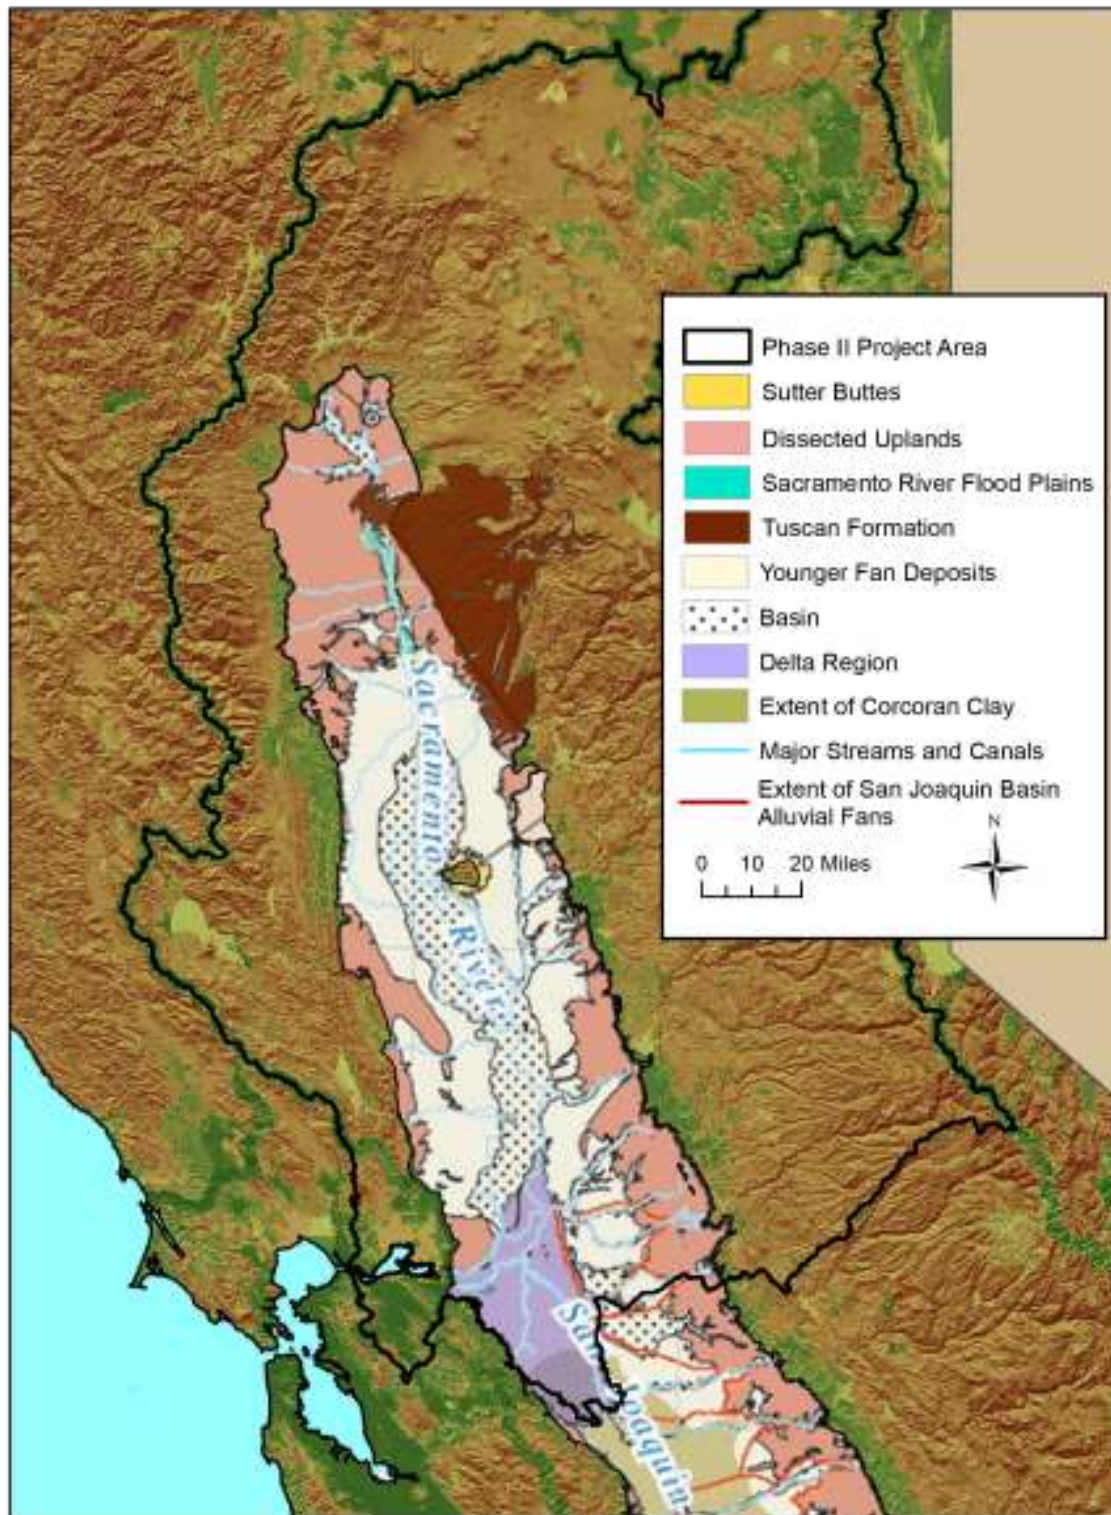 Phase II Project Area
Sutter Buttes
Dissected Uplands
Sacramento River Flood Plains
Tuscan Formation
Younger Fan Deposits
Basin
Delta Region
Extent of Corcoran Clay
Major Streams and Canals
Extent of San Joaquin Basin
Alluvial Fans
N
0 10 20 Miles
Sacramento River
San Joaquin